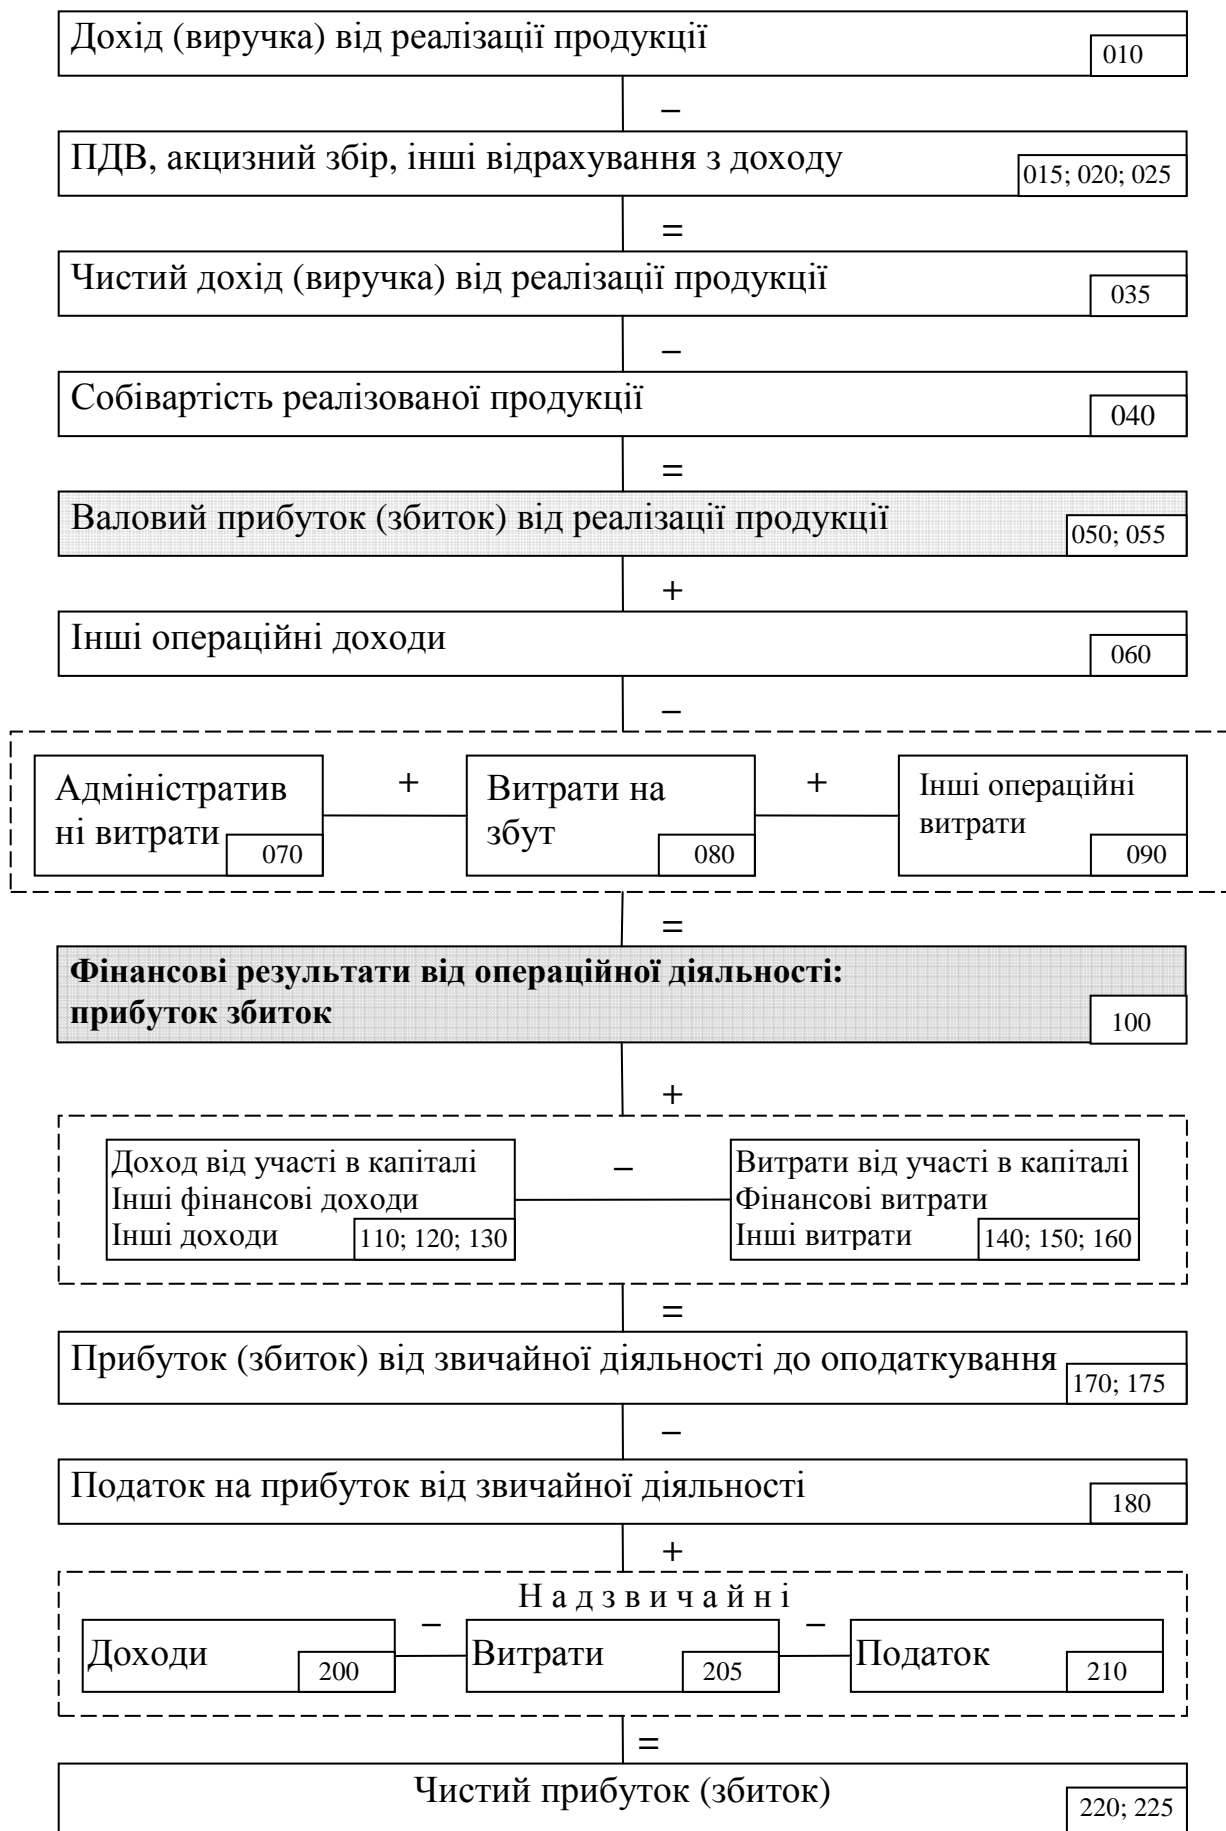 Дохід (виручка) від реалізації продукції
010
–
ПДВ, акцизний збір, інші відрахування з доходу
015; 020; 025
=
Чистий дохід (виручка) від реалізації продукції
035
–
Собівартість реалізованої продукції
040
=
Валовий прибуток (збиток) від реалізації продукції
050; 055
+
Інші операційні доходи
060
–
Адміністратив
ні витрати
070
+
Витрати на
збут
080
+
Інші операційні
витрати
090
=
Фінансові результати від операційної діяльності:
прибуток збиток
100
+
Доход від участі в капіталі
Інші фінансові доходи
Інші доходи
110; 120; 130
–
Витрати від участі в капіталі
Фінансові витрати
Інші витрати
140; 150; 160
=
Прибуток (збиток) від звичайної діяльності до оподаткування
170; 175
–
Податок на прибуток від звичайної діяльності
180
+
Н а д з в и ч а й н і
Доходи
200
–
Витрати
205
–
Податок
210
=
Чистий прибуток (збиток)
220; 225